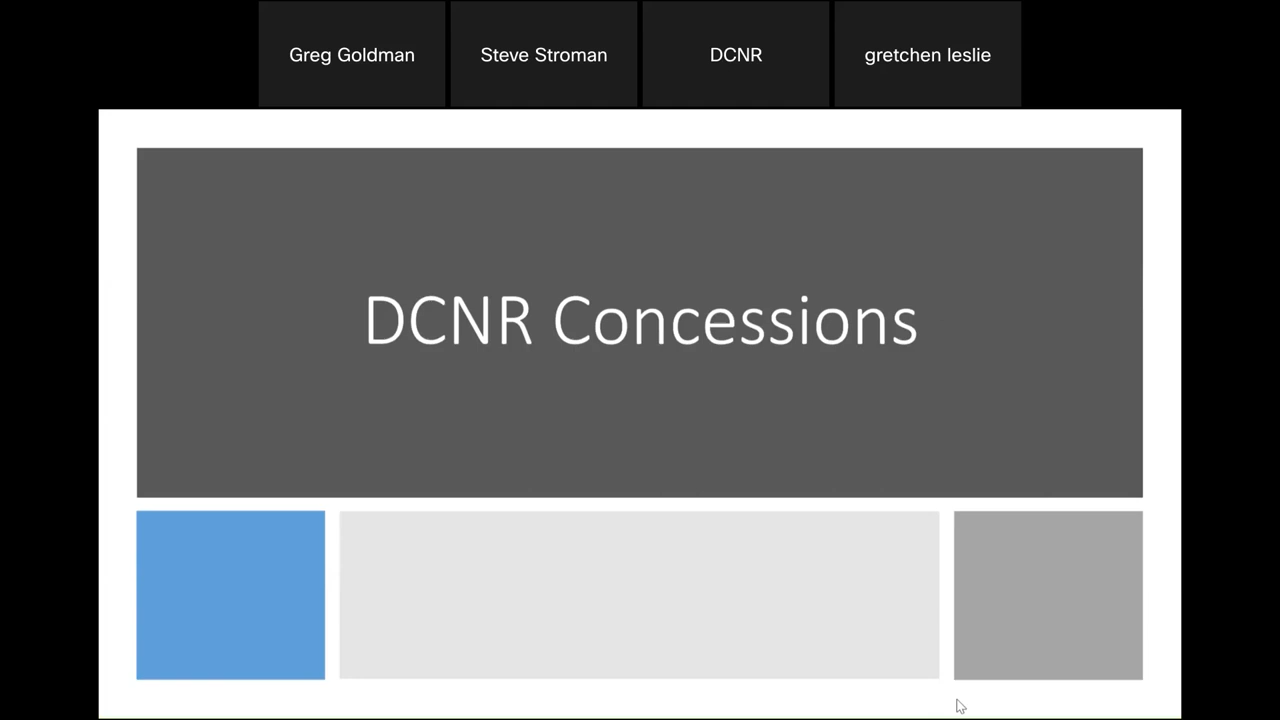 Greg Goldman
Steve Stroman
DCNR
gretchen leslie
DCNR Concessions